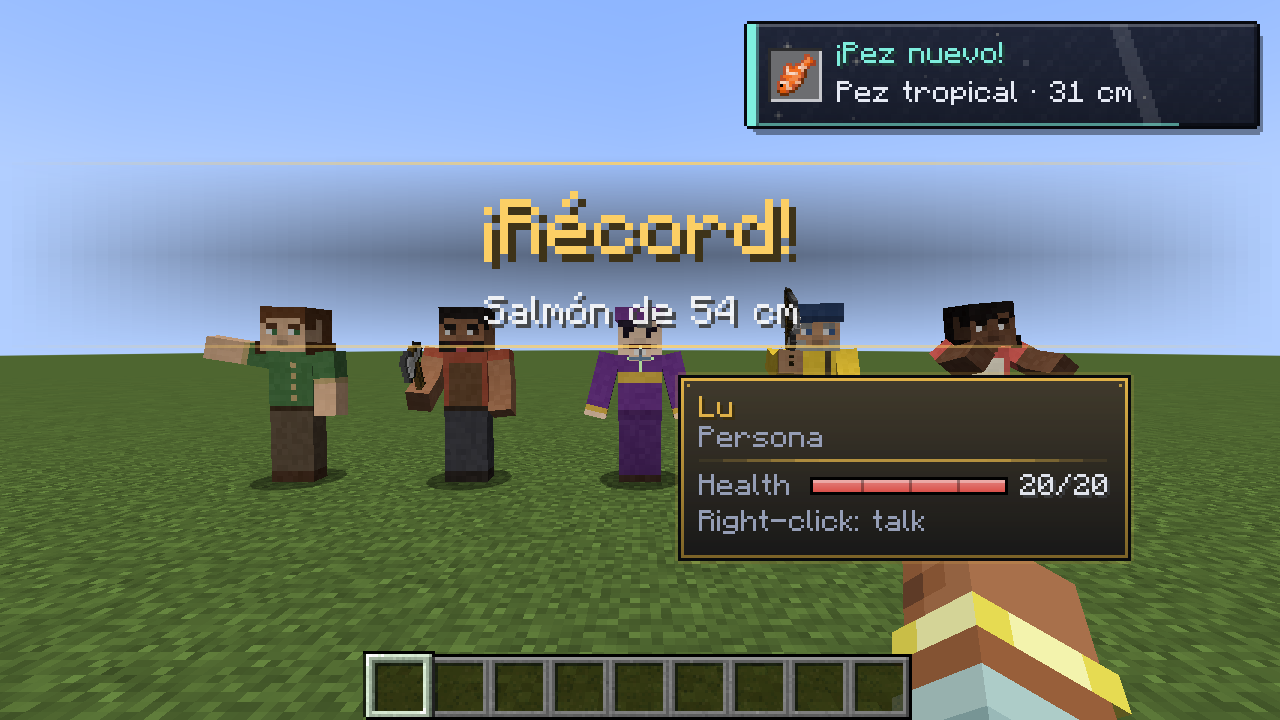 ¡Pez nuevo!
Pez tropical · 31 cm
¡Récord!
Salmón de 54 cm
Lu
Persona
Health 20/20
Right-click: talk